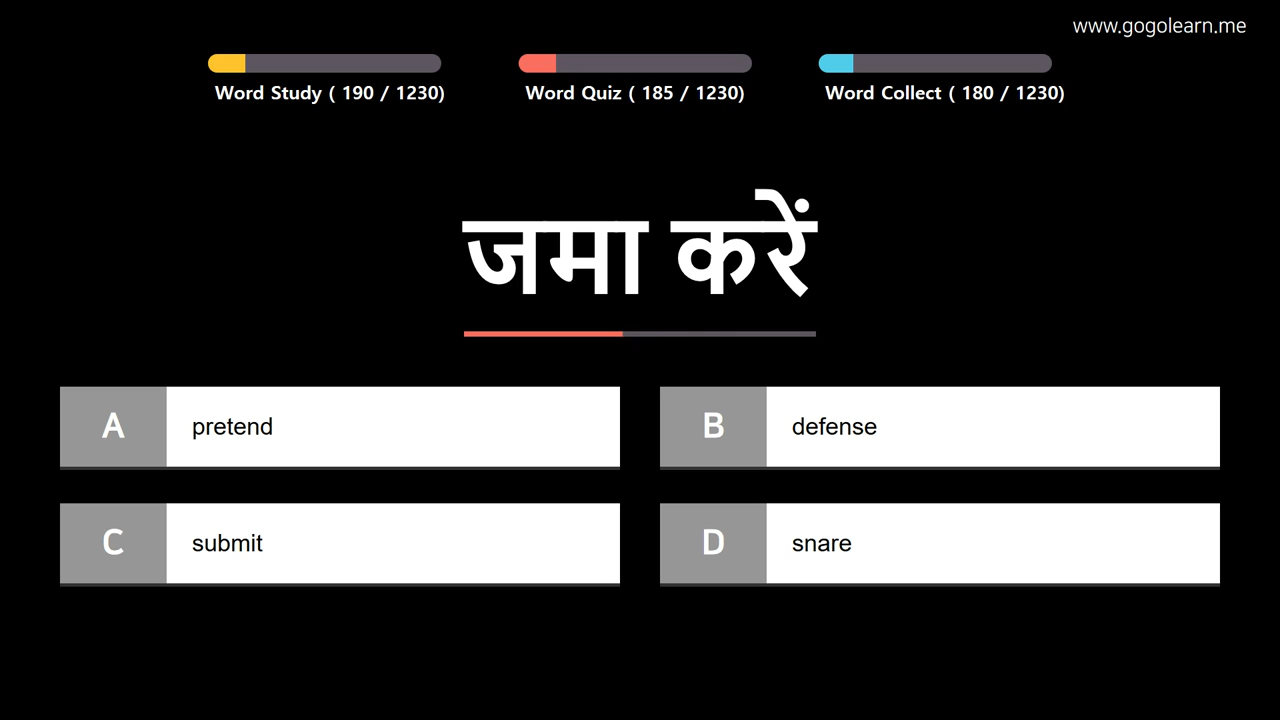 www.gogolearn.me
Word Study ( 190 / 1230)
Word Quiz ( 185 / 1230)
Word Collect ( 180 / 1230)
जमा करें
A pretend
B defense
C submit
D snare